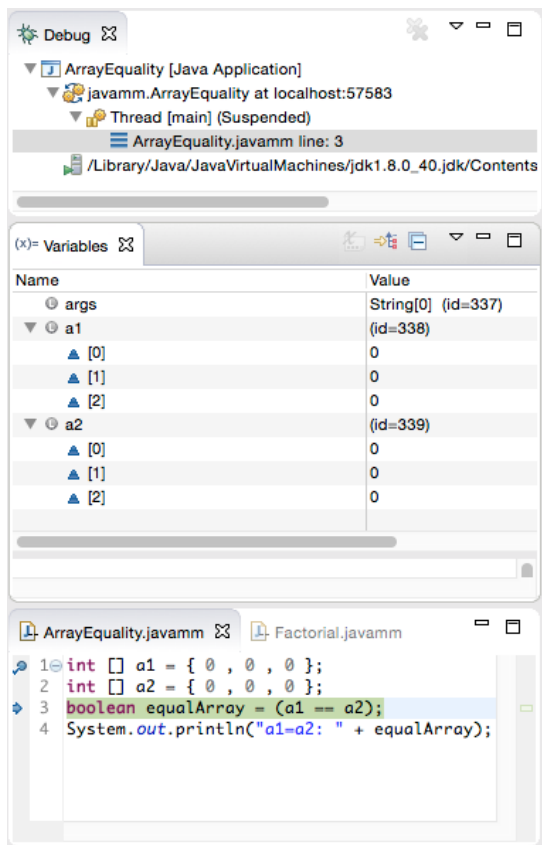 Debug
ArrayEquality [Java Application]
javamm.ArrayEquality at localhost:57583
Thread [main] (Suspended)
ArrayEquality.javamm line: 3
/Library/Java/JavaVirtualMachines/jdk1.8.0_40.jdk/Contents
(x)= Variables
Name Value
args String[0] (id=337)
a1 (id=338)
[0] 0
[1] 0
[2] 0
a2 (id=339)
[0] 0
[1] 0
[2] 0
ArrayEquality.javamm Factorial.javamm
1 int [] a1 = { 0 , 0 , 0 };
2 int [] a2 = { 0 , 0 , 0 };
3 boolean equalArray = (a1 == a2);
4 System.out.println("a1=a2: " + equalArray);